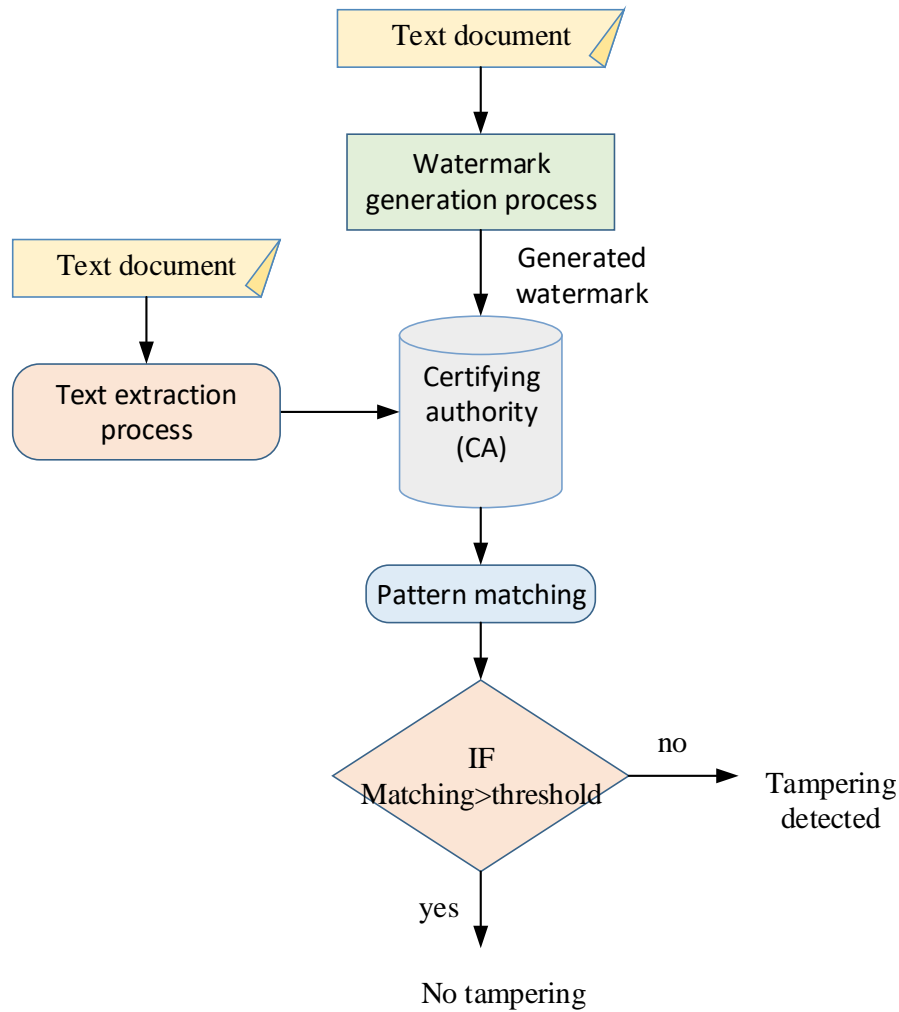 Text document
Watermark
generation process
Generated
watermark
Text document
Text extraction
process
Certifying
authority
(CA)
Pattern matching
IF
Matching>threshold
no
Tampering
detected
yes
No tampering